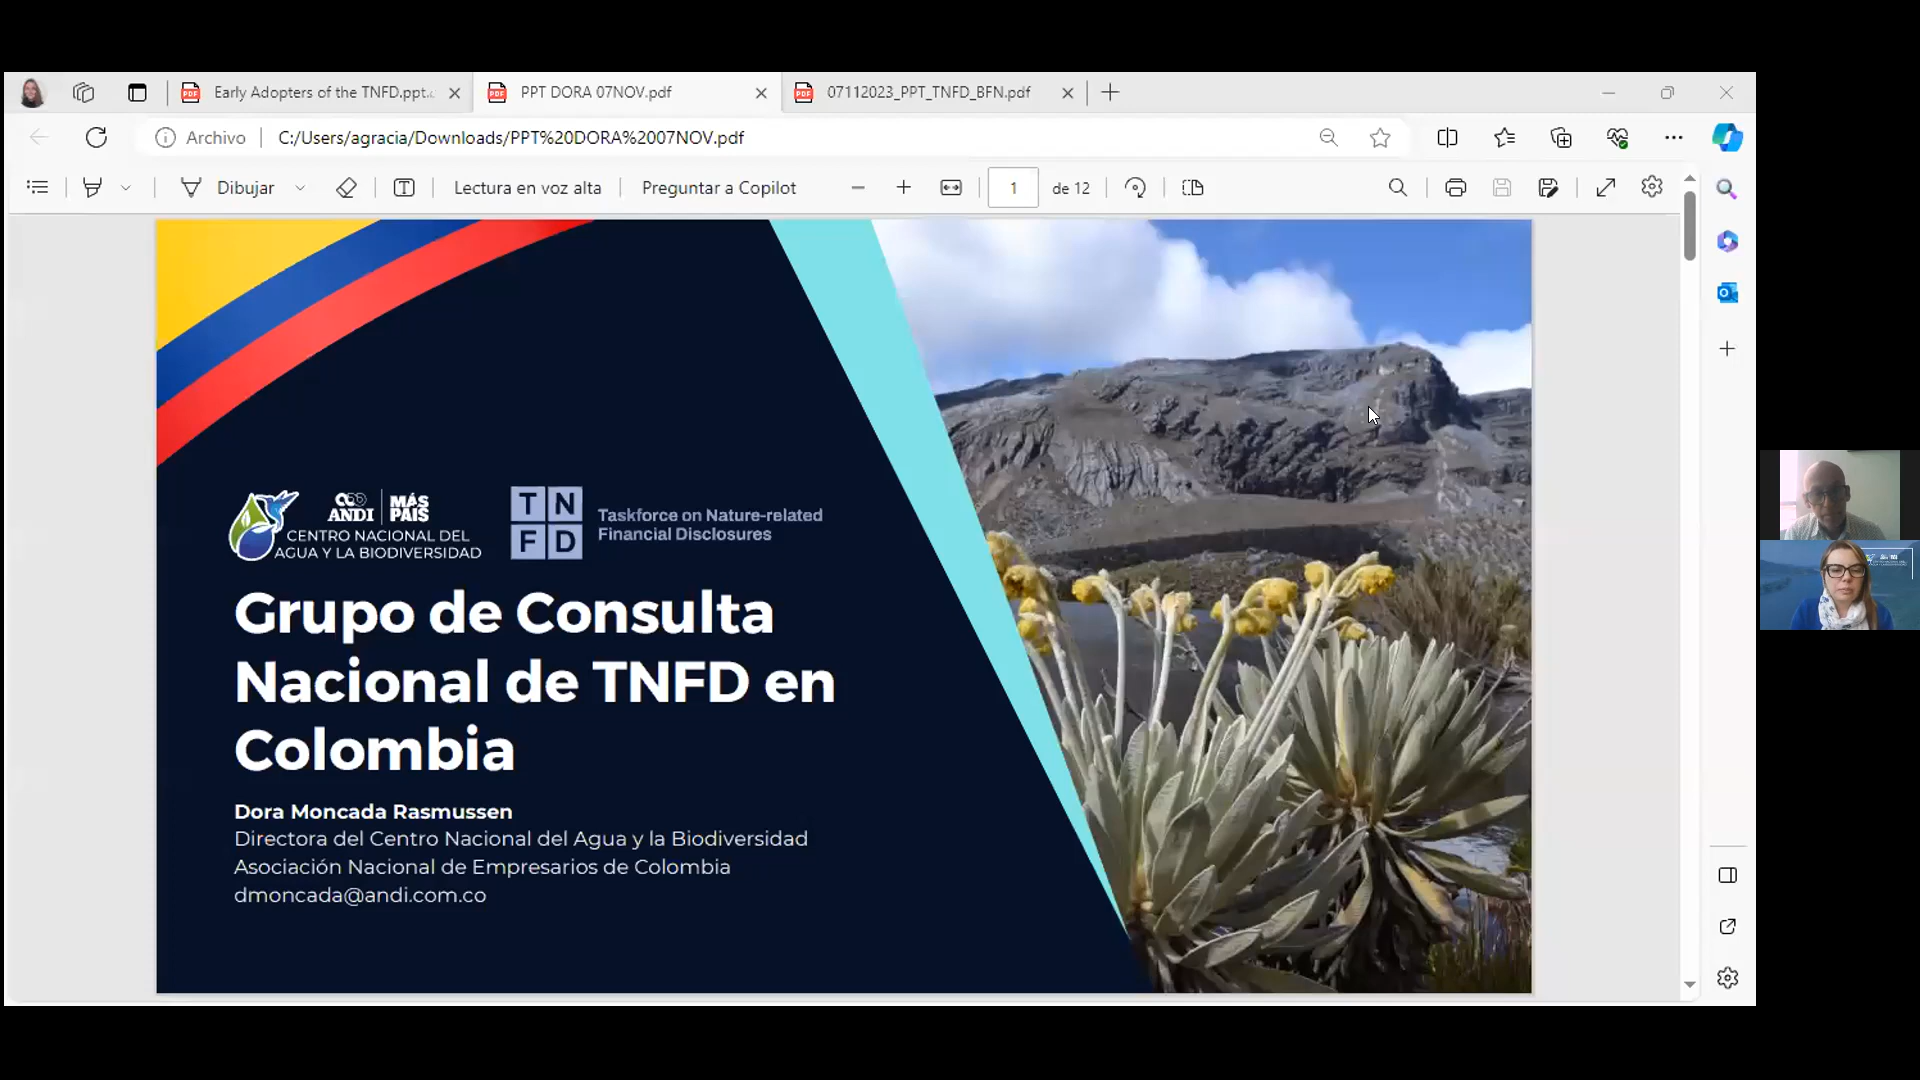 Early Adopters of the TNFD.ppt.
PPT DORA 07NOV.pdf
07112023_PPT_TNFD_BFN.pdf
Archivo
C:/Users/agracia/Downloads/PPT%20DORA%2007NOV.pdf
Dibujar
Lectura en voz alta
Preguntar a Copilot
1
de 12
ANDI
MÁS
PAÍS
CENTRO NACIONAL DEL
AGUA Y LA BIODIVERSIDAD
TN
FD
Taskforce on Nature-related
Financial Disclosures
Grupo de Consulta
Nacional de TNFD en
Colombia
Dora Moncada Rasmussen
Directora del Centro Nacional del Agua y la Biodiversidad
Asociación Nacional de Empresarios de Colombia
dmoncada@andi.com.co